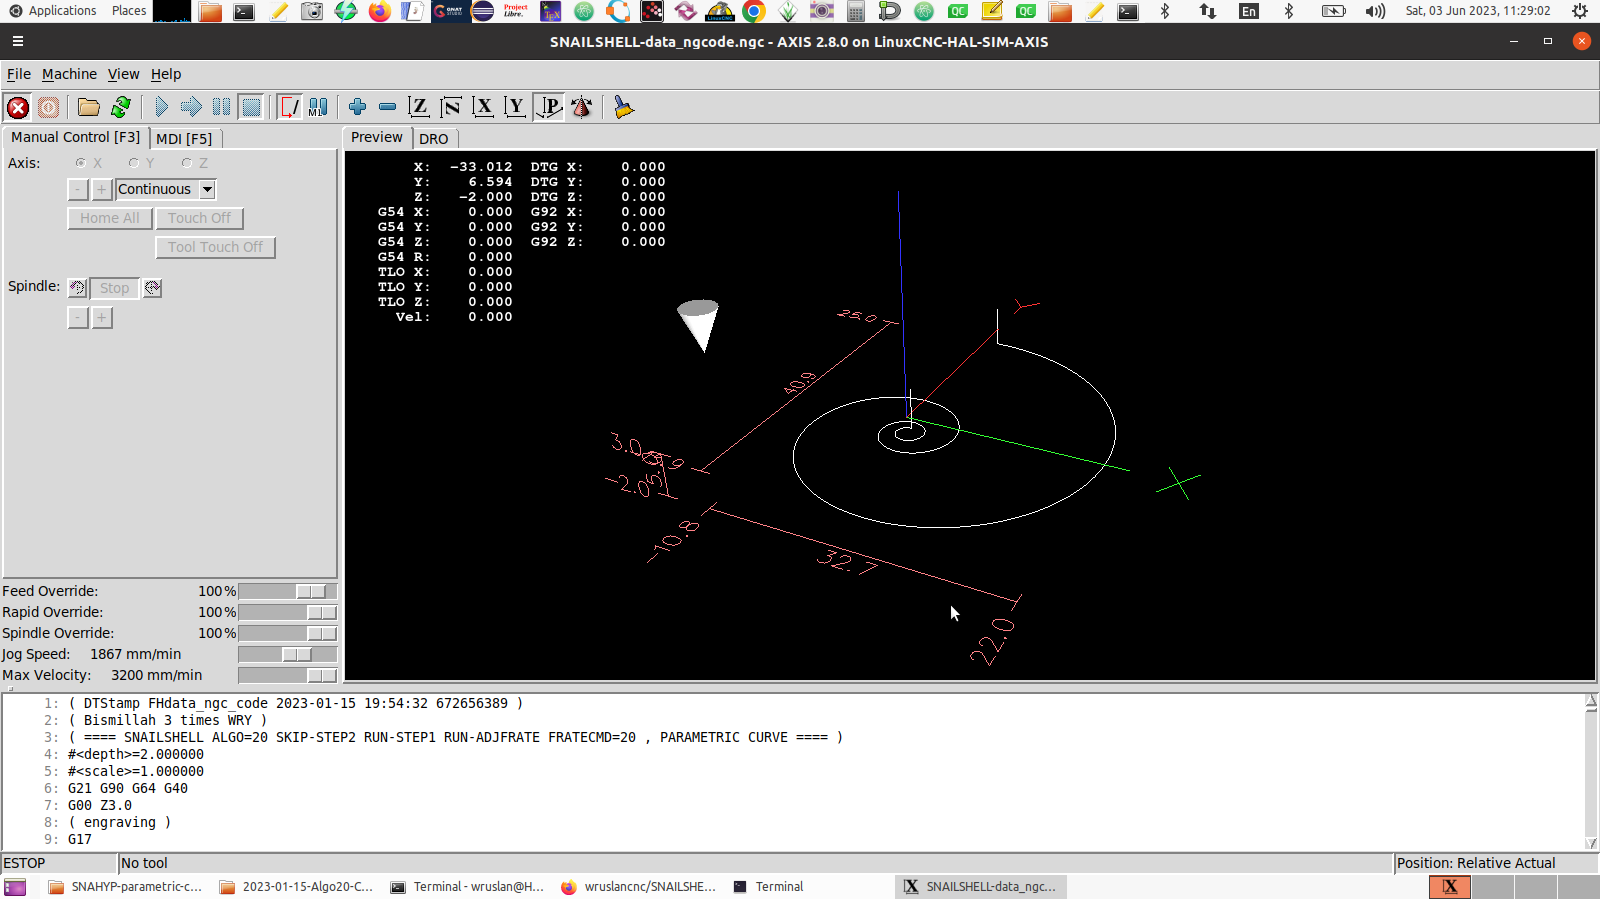 Applications Places Sat, 03 Jun 2023, 11:29:02
En
SNAILSHELL-data_ngcode.ngc - AXIS 2.8.0 on LinuxCNC-HAL-SIM-AXIS
File Machine View Help
M1 Z N X Y P
Manual Control [F3] MDI [F5]
Axis: X Y Z
- + Continuous
Home All Touch Off
Tool Touch Off
Spindle: Stop
- +
Feed Override: 100 %
Rapid Override: 100 %
Spindle Override: 100 %
Jog Speed: 1867 mm/min
Max Velocity: 3200 mm/min
Preview DRO
X: -33.012 DTG X: 0.000
Y: 6.594 DTG Y: 0.000
Z: -2.000 DTG Z: 0.000
G54 X: 0.000 G92 X: 0.000
G54 Y: 0.000 G92 Y: 0.000
G54 Z: 0.000 G92 Z: 0.000
G54 R: 0.000
TLO X: 0.000
TLO Y: 0.000
TLO Z: 0.000
Vel: 0.000
25.0
Y
40.9
3.0
-2.0
X
-10.8
32.7
22.0
1: ( DTStamp FHdata_ngc_code 2023-01-15 19:54:32 672656389 )
2: ( Bismillah 3 times WRY )
3: ( ==== SNAILSHELL ALGO=20 SKIP-STEP2 RUN-STEP1 RUN-ADJFRATE FRATECMD=20 , PARAMETRIC CURVE ==== )
4: #<depth>=2.000000
5: #<scale>=1.000000
6: G21 G90 G64 G40
7: G00 Z3.0
8: ( engraving )
9: G17
ESTOP No tool Position: Relative Actual
SNAHYP-parametric-c... 2023-01-15-Algo20-C... Terminal - wruslan@H... wruslancnc/SNAILSHE... Terminal SNAILSHELL-data_ngc...